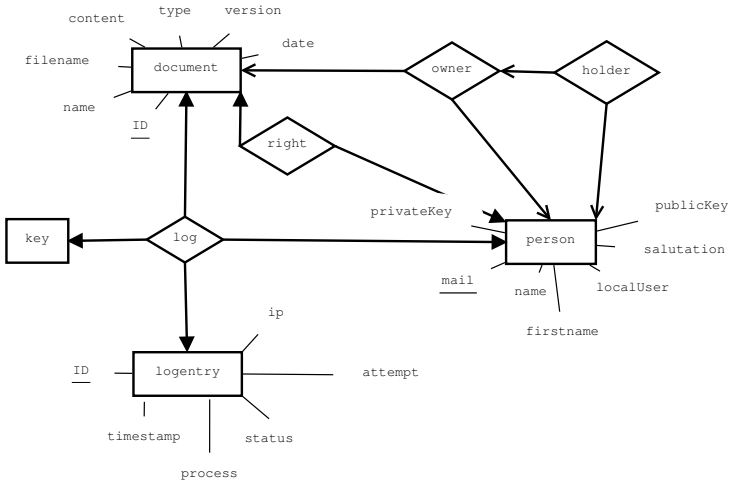 content
type
version
date
filename
document
owner
holder
name
ID
right
privateKey
publicKey
key
log
person
salutation
mail
name
localUser
firstname
ip
ID
logentry
attempt
timestamp
status
process